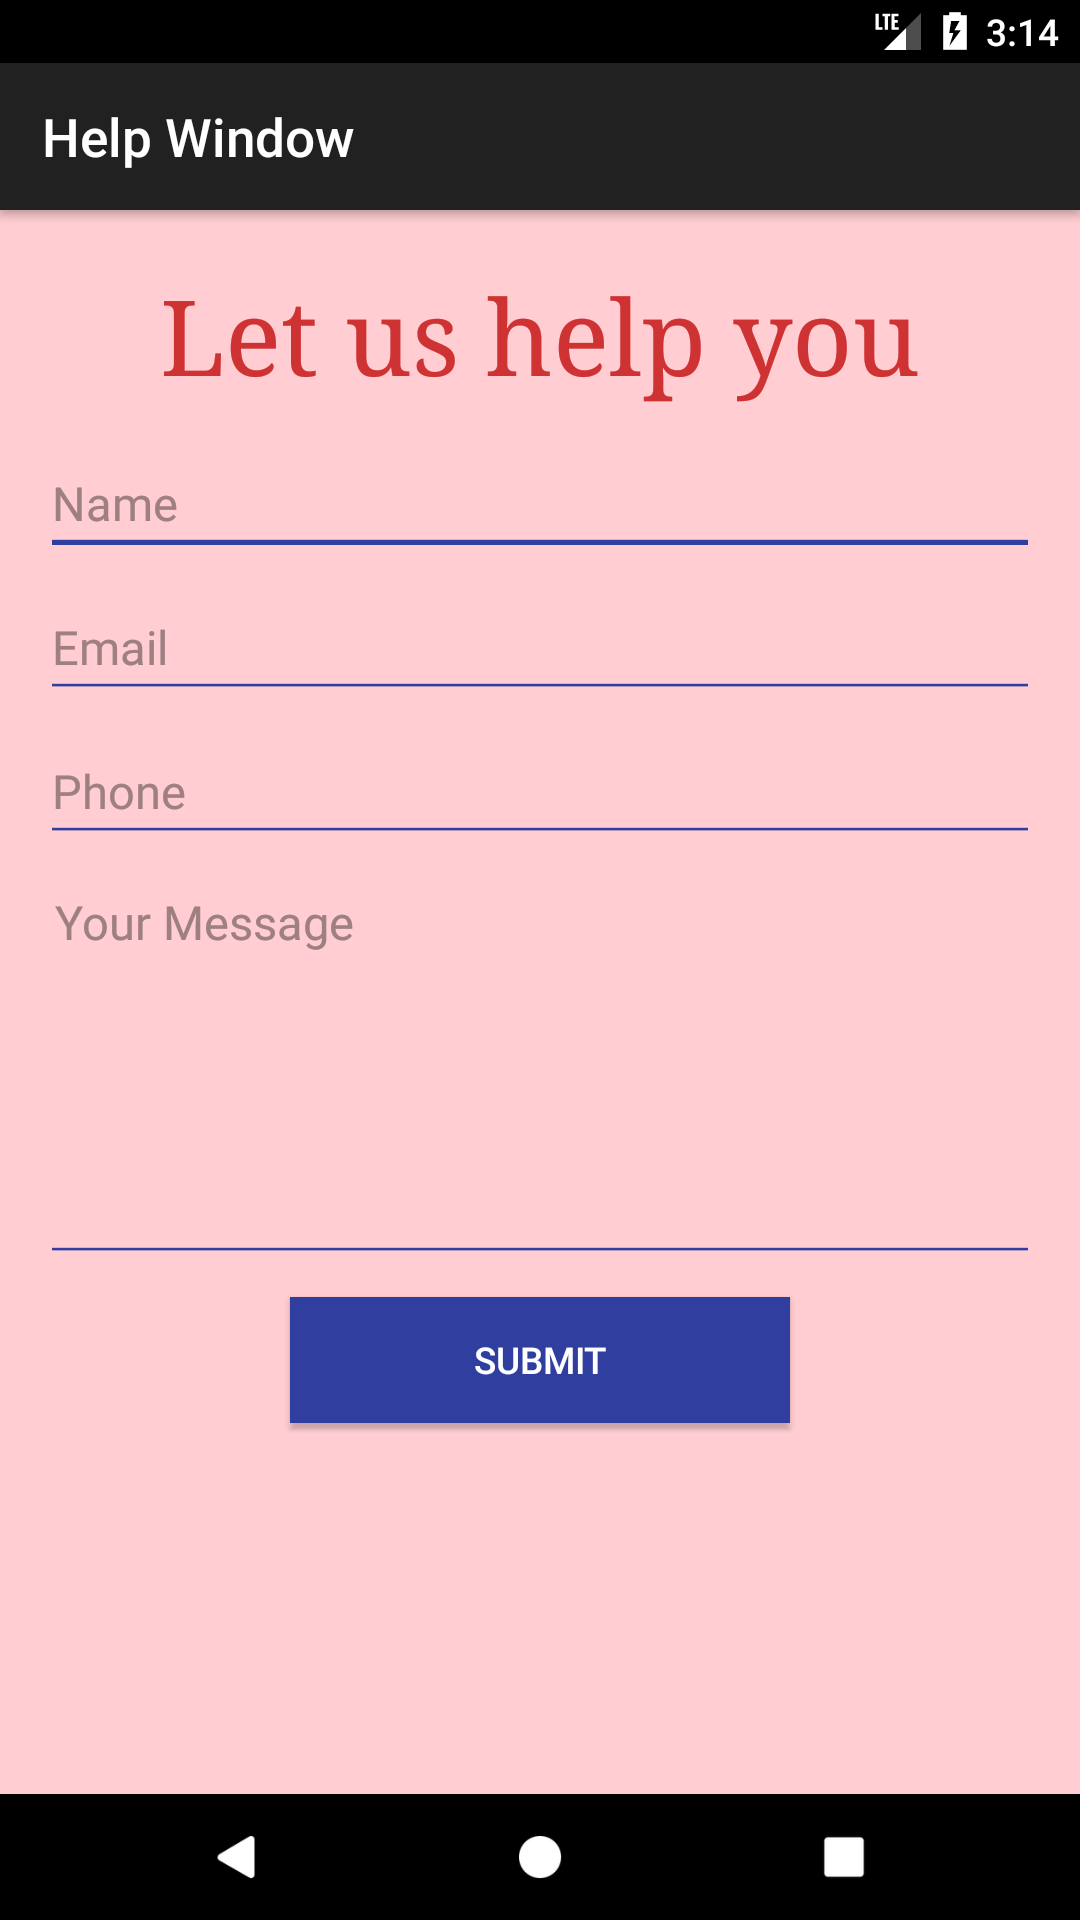 LTE 3:14
Help Window
Let us help you
Name
Email
Phone
Your Message
SUBMIT